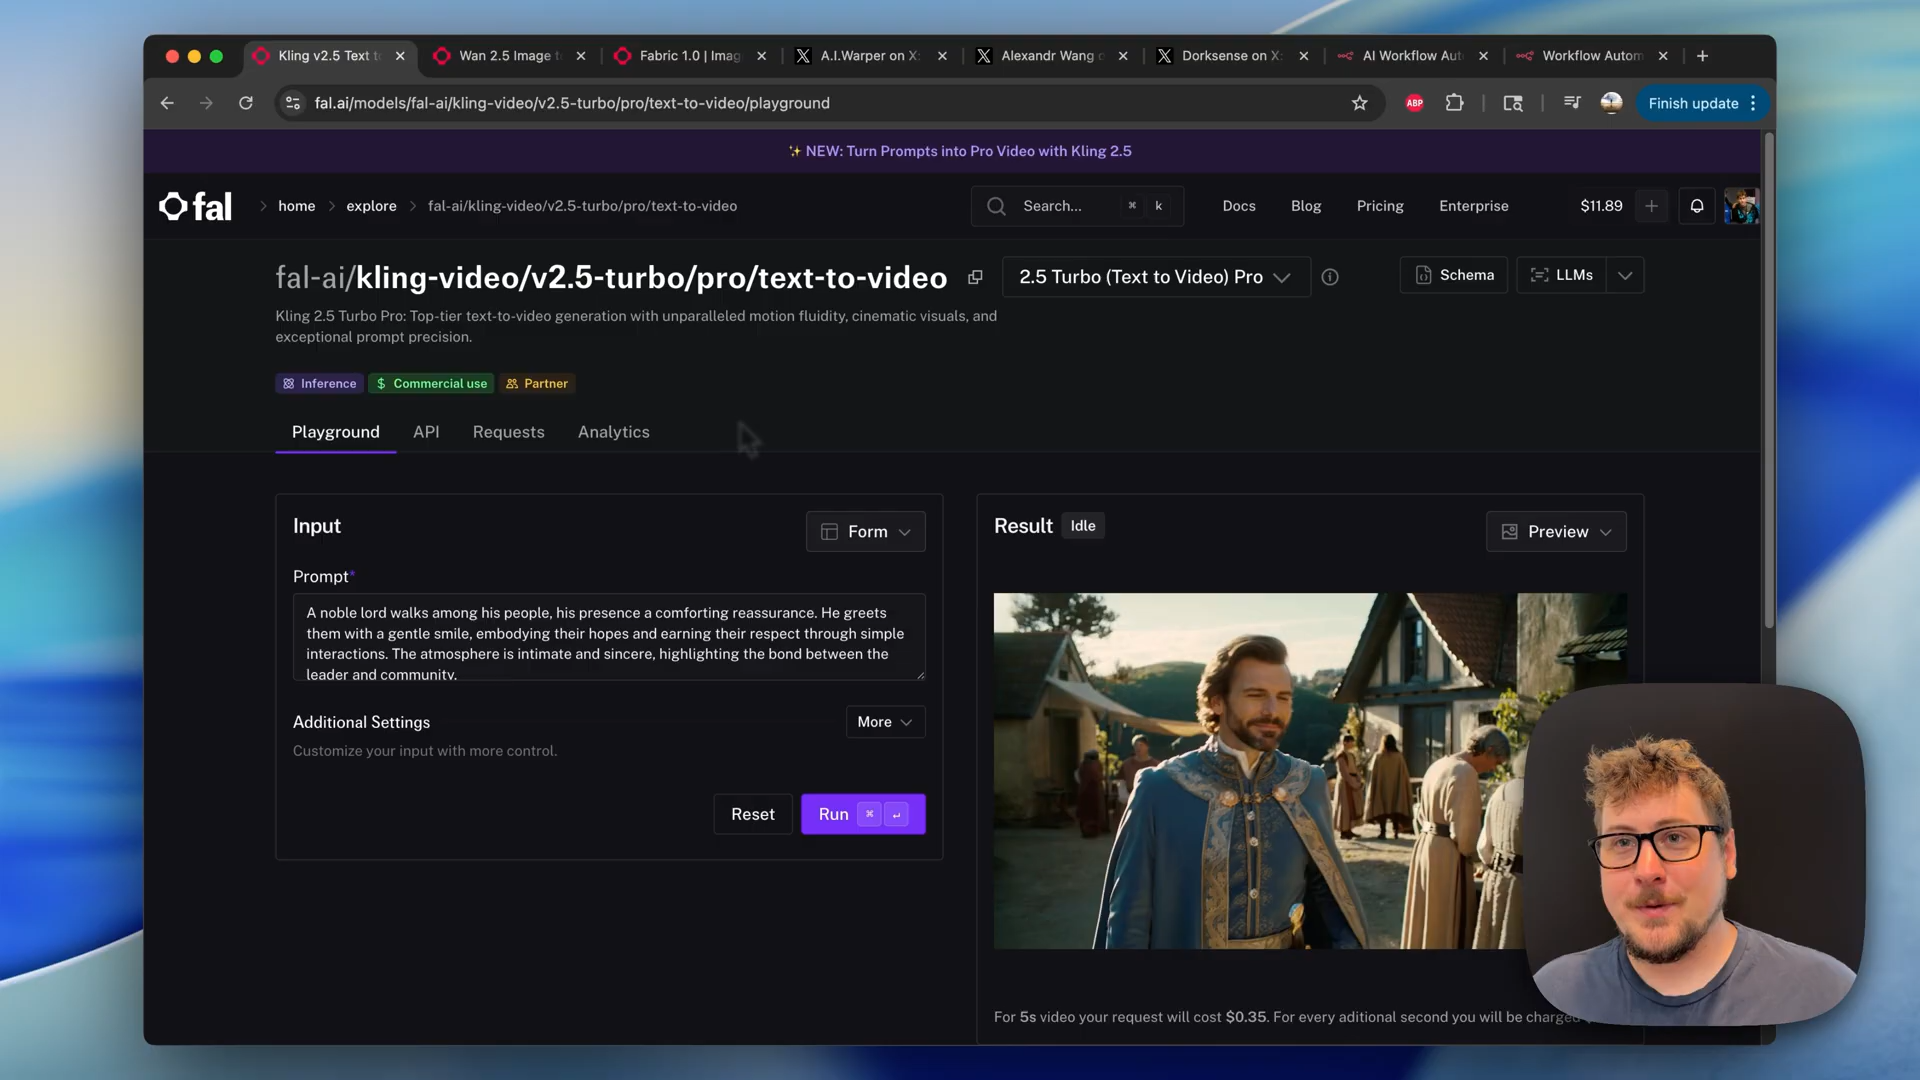 Kling v2.5 Text to
Wan 2.5 Image t
Fabric 1.0 | Imag
A.I.Warper on X:
Alexandr Wang o
Dorksense on X:
AI Workflow Aut
Workflow Autom
fal.ai/models/fal-ai/kling-video/v2.5-turbo/pro/text-to-video/playground
ABP
Finish update
✨ NEW: Turn Prompts into Pro Video with Kling 2.5
fal
home
explore
fal-ai/kling-video/v2.5-turbo/pro/text-to-video
Search...
⌘
k
Docs
Blog
Pricing
Enterprise
$11.89
fal-ai/kling-video/v2.5-turbo/pro/text-to-video
2.5 Turbo (Text to Video) Pro
Schema
LLMs
Kling 2.5 Turbo Pro: Top-tier text-to-video generation with unparalleled motion fluidity, cinematic visuals, and
exceptional prompt precision.
Inference
$ Commercial use
Partner
Playground
API
Requests
Analytics
Input
Form
Prompt*
A noble lord walks among his people, his presence a comforting reassurance. He greets
them with a gentle smile, embodying their hopes and earning their respect through simple
interactions. The atmosphere is intimate and sincere, highlighting the bond between the
leader and community.
Additional Settings
More
Customize your input with more control.
Reset
Run ⌘ ↵
Result
Idle
Preview
For 5s video your request will cost $0.35. For every aditional second you will be charged